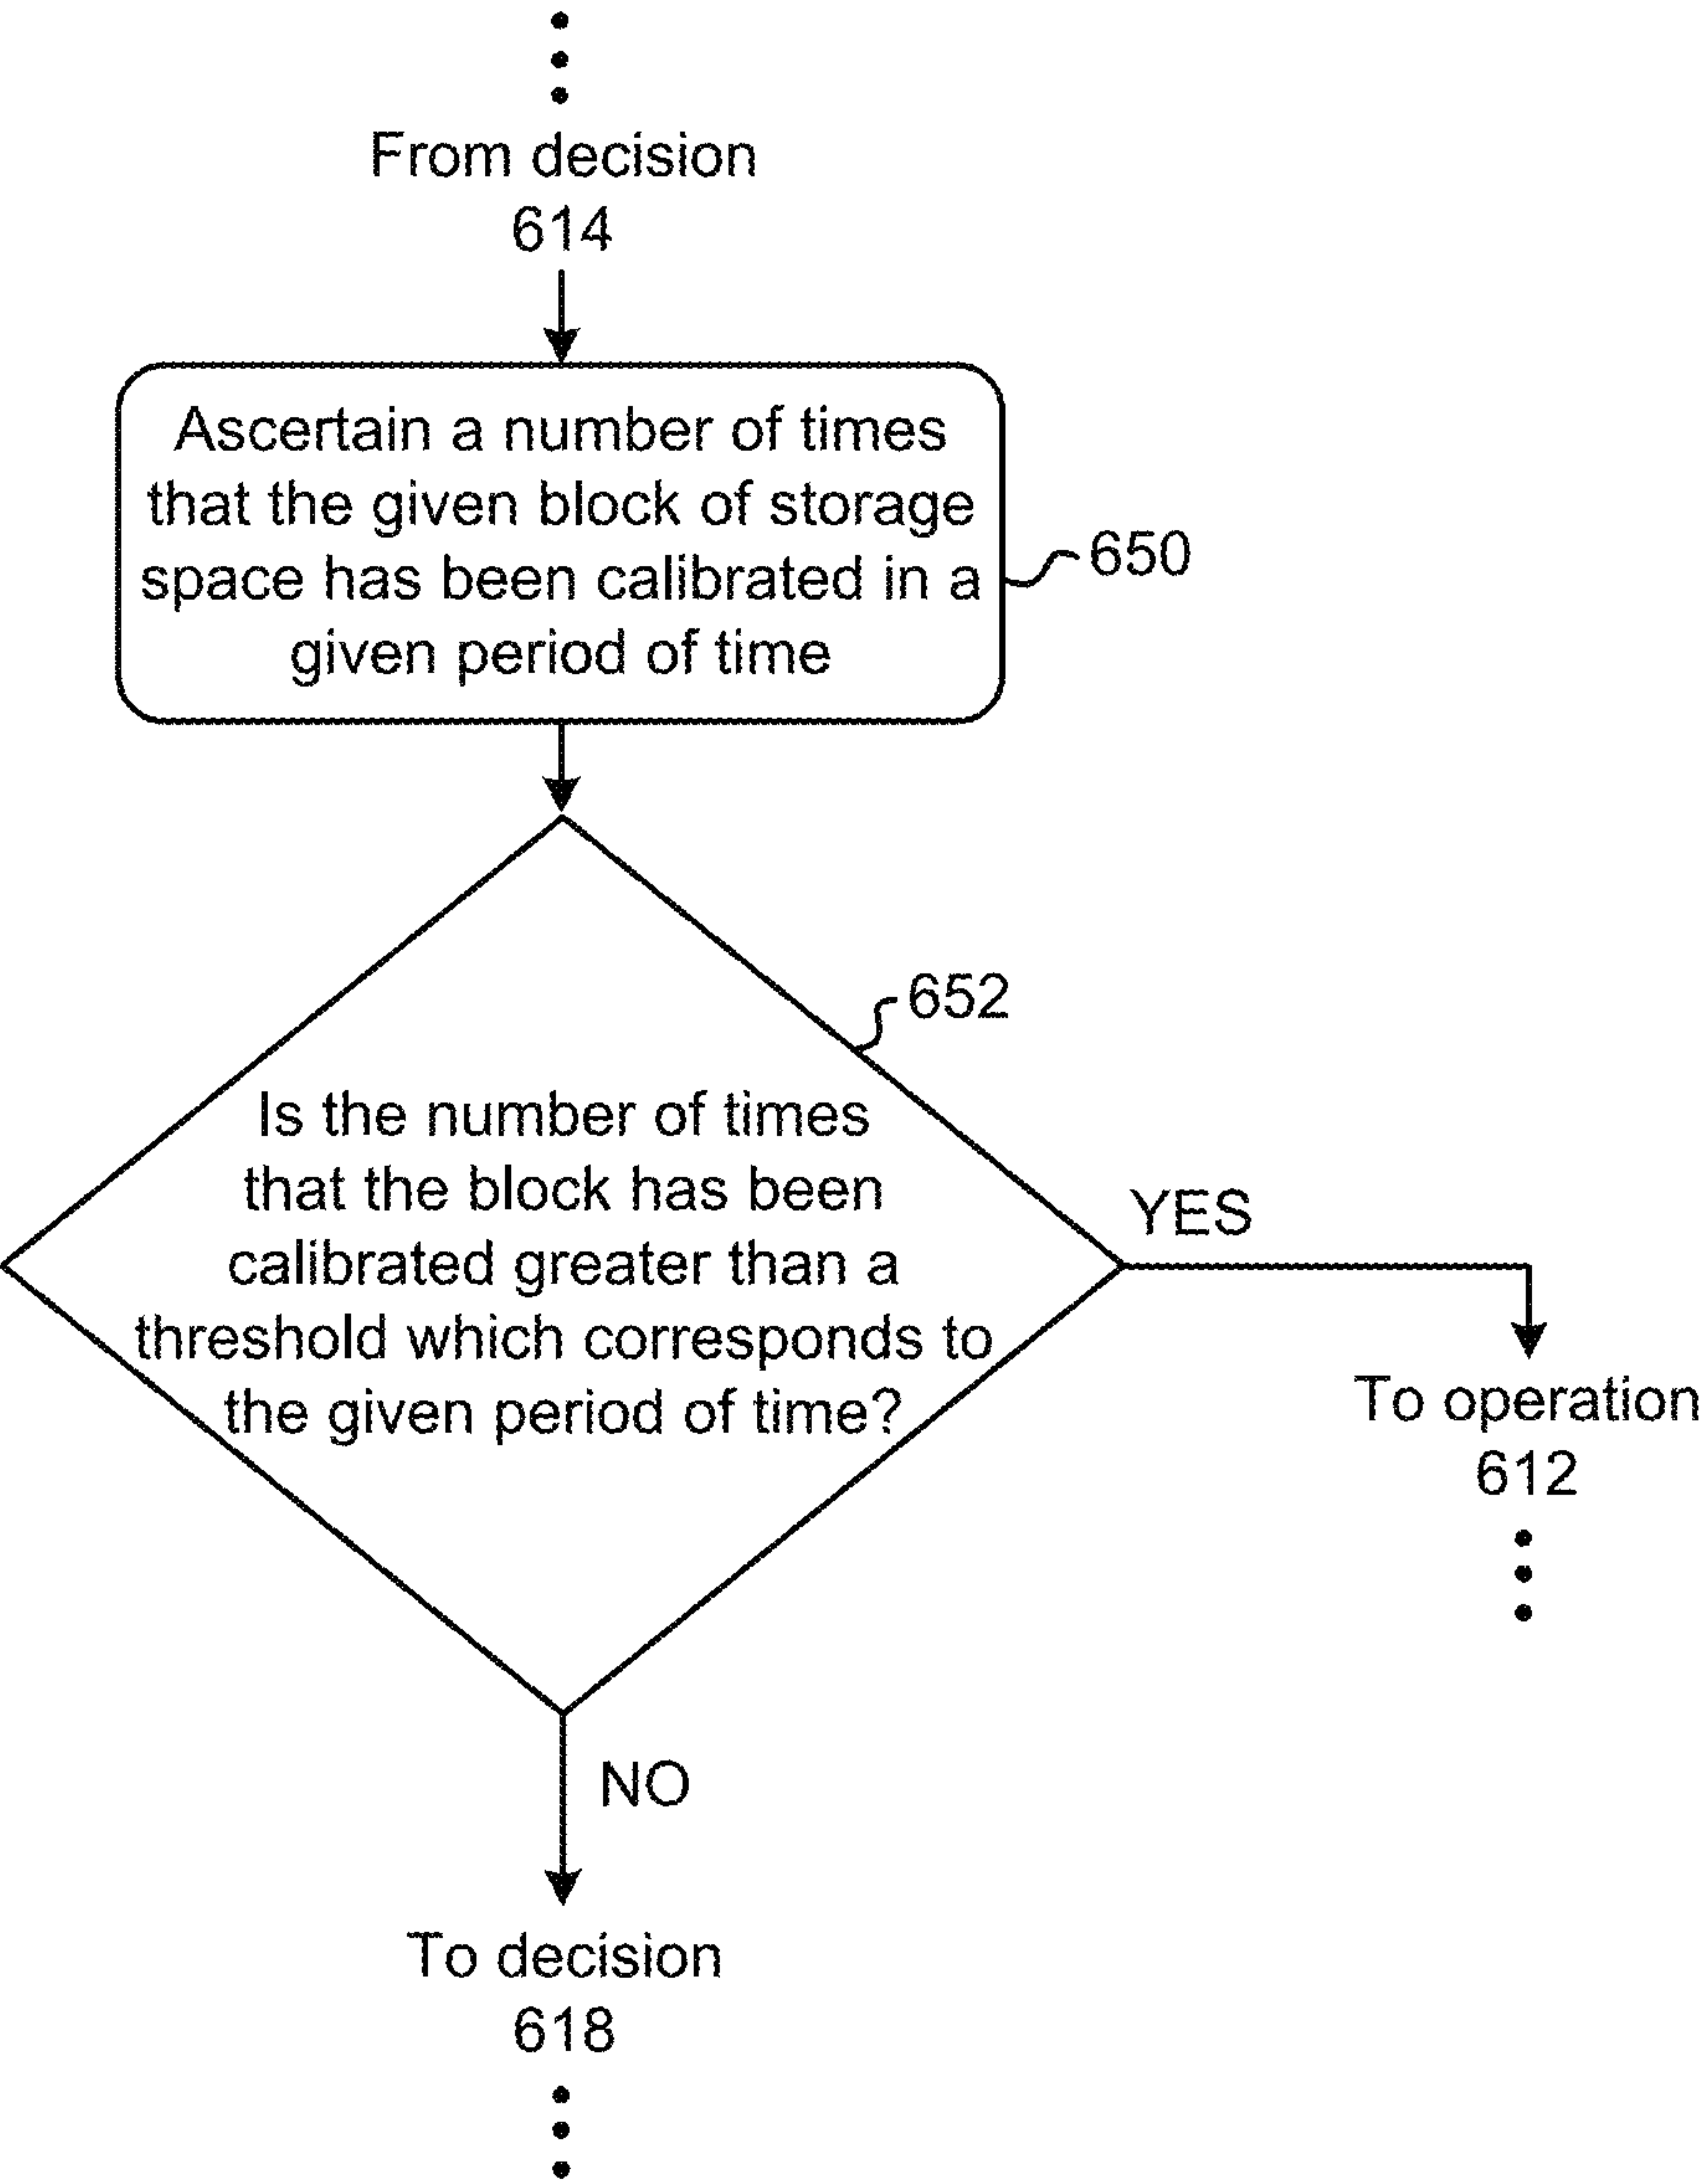 From decision
614
Ascertain a number of times
that the given block of storage
space has been calibrated in a
given period of time
650
652
Is the number of times
that the block has been
calibrated greater than a
threshold which corresponds to
the given period of time?
YES
To operation
612
NO
To decision
618